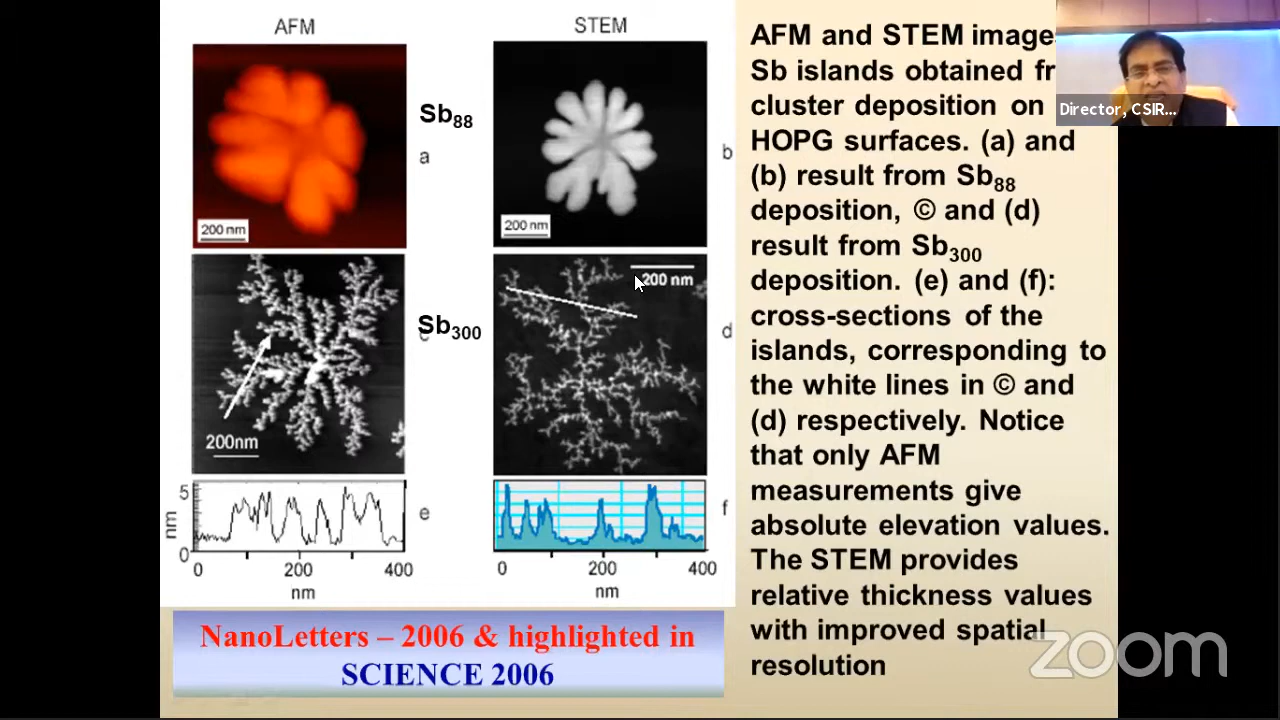 AFM
STEM
Sb88
a
b
200 nm
200 nm
Sb300
d
200nm
200 nm
5
nm
0
e
f
0 200 400
nm
0 200 400
nm
NanoLetters – 2006 & highlighted in
SCIENCE 2006
AFM and STEM image
Sb islands obtained fr
cluster deposition on
HOPG surfaces. (a) and
(b) result from Sb88
deposition, © and (d)
result from Sb300
deposition. (e) and (f):
cross-sections of the
islands, corresponding to
the white lines in © and
(d) respectively. Notice
that only AFM
measurements give
absolute elevation values.
The STEM provides
relative thickness values
with improved spatial
resolution
Director, CSIR...
zoom